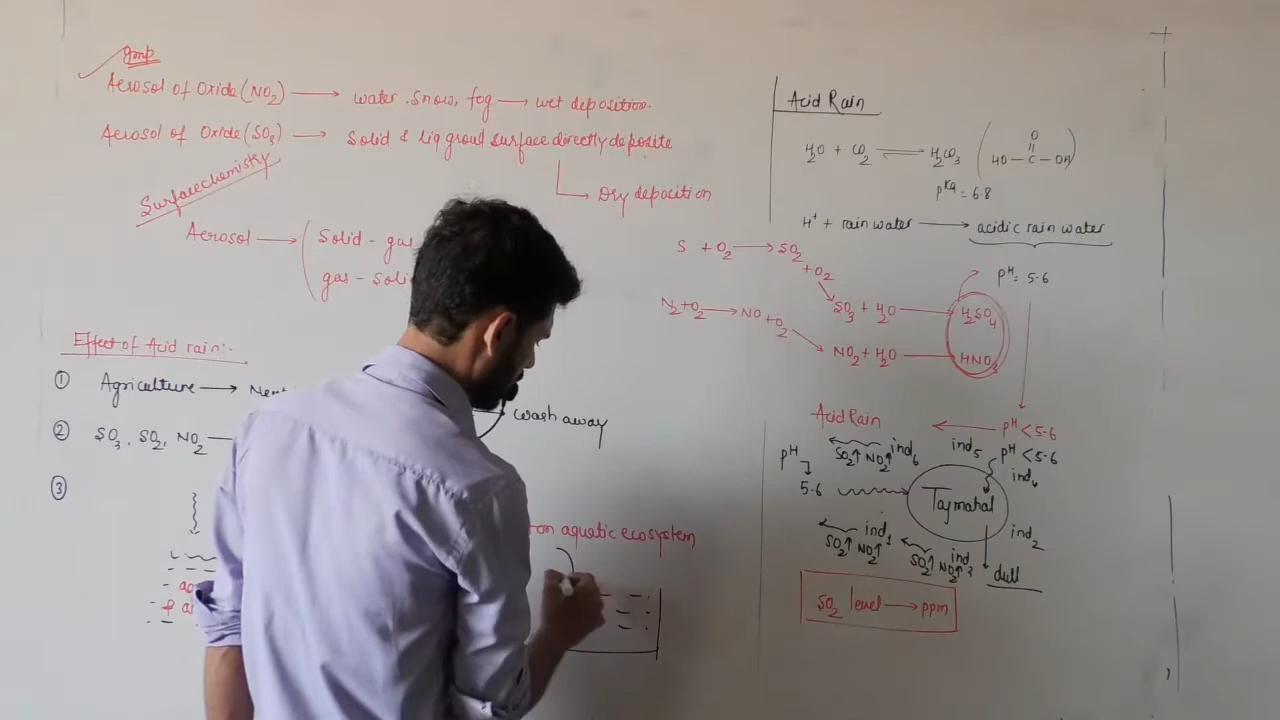 gmp
Aerosol of Oxide (NO₂) ⟶ water, snow, fog ⟶ wet deposition.
Aerosol of Oxide (SO₃) ⟶ Solid & liq groud surface directly deposite
⟶ Dry deposition
Surface chemistry
Aerosol ⟶ Solid - gas
gas - Soli
Effect of Acid rain:-
① Agriculture ⟶
wash away
② SO₃, SO₂, NO₂
③
on aquatic ecosystem
Acid Rain
H₂O + CO₂ ⇌ H₂CO₃ (HO — C — OH)
O
pKa = 6.8
H⁺ + rain water ⟶ acidic rain water
pH = 5.6
S + O₂ ⟶ SO₂
+ O₂
SO₃ + H₂O ⟶ H₂SO₄
N₂ + O₂ ⟶ NO + O₂
NO₂ + H₂O ⟶ HNO₃
Acid Rain ⟵ pH < 5.6
pH < 5.6
SO₂↑ NO₂↑ ind₆
ind₅
ind₄
pH
5.6
Tajmahal
ind₁
SO₂↑ NO₂↑
ind₂
SO₂↑ NO₂↑ ind₃
dull
SO₂ level ⟶ ppm